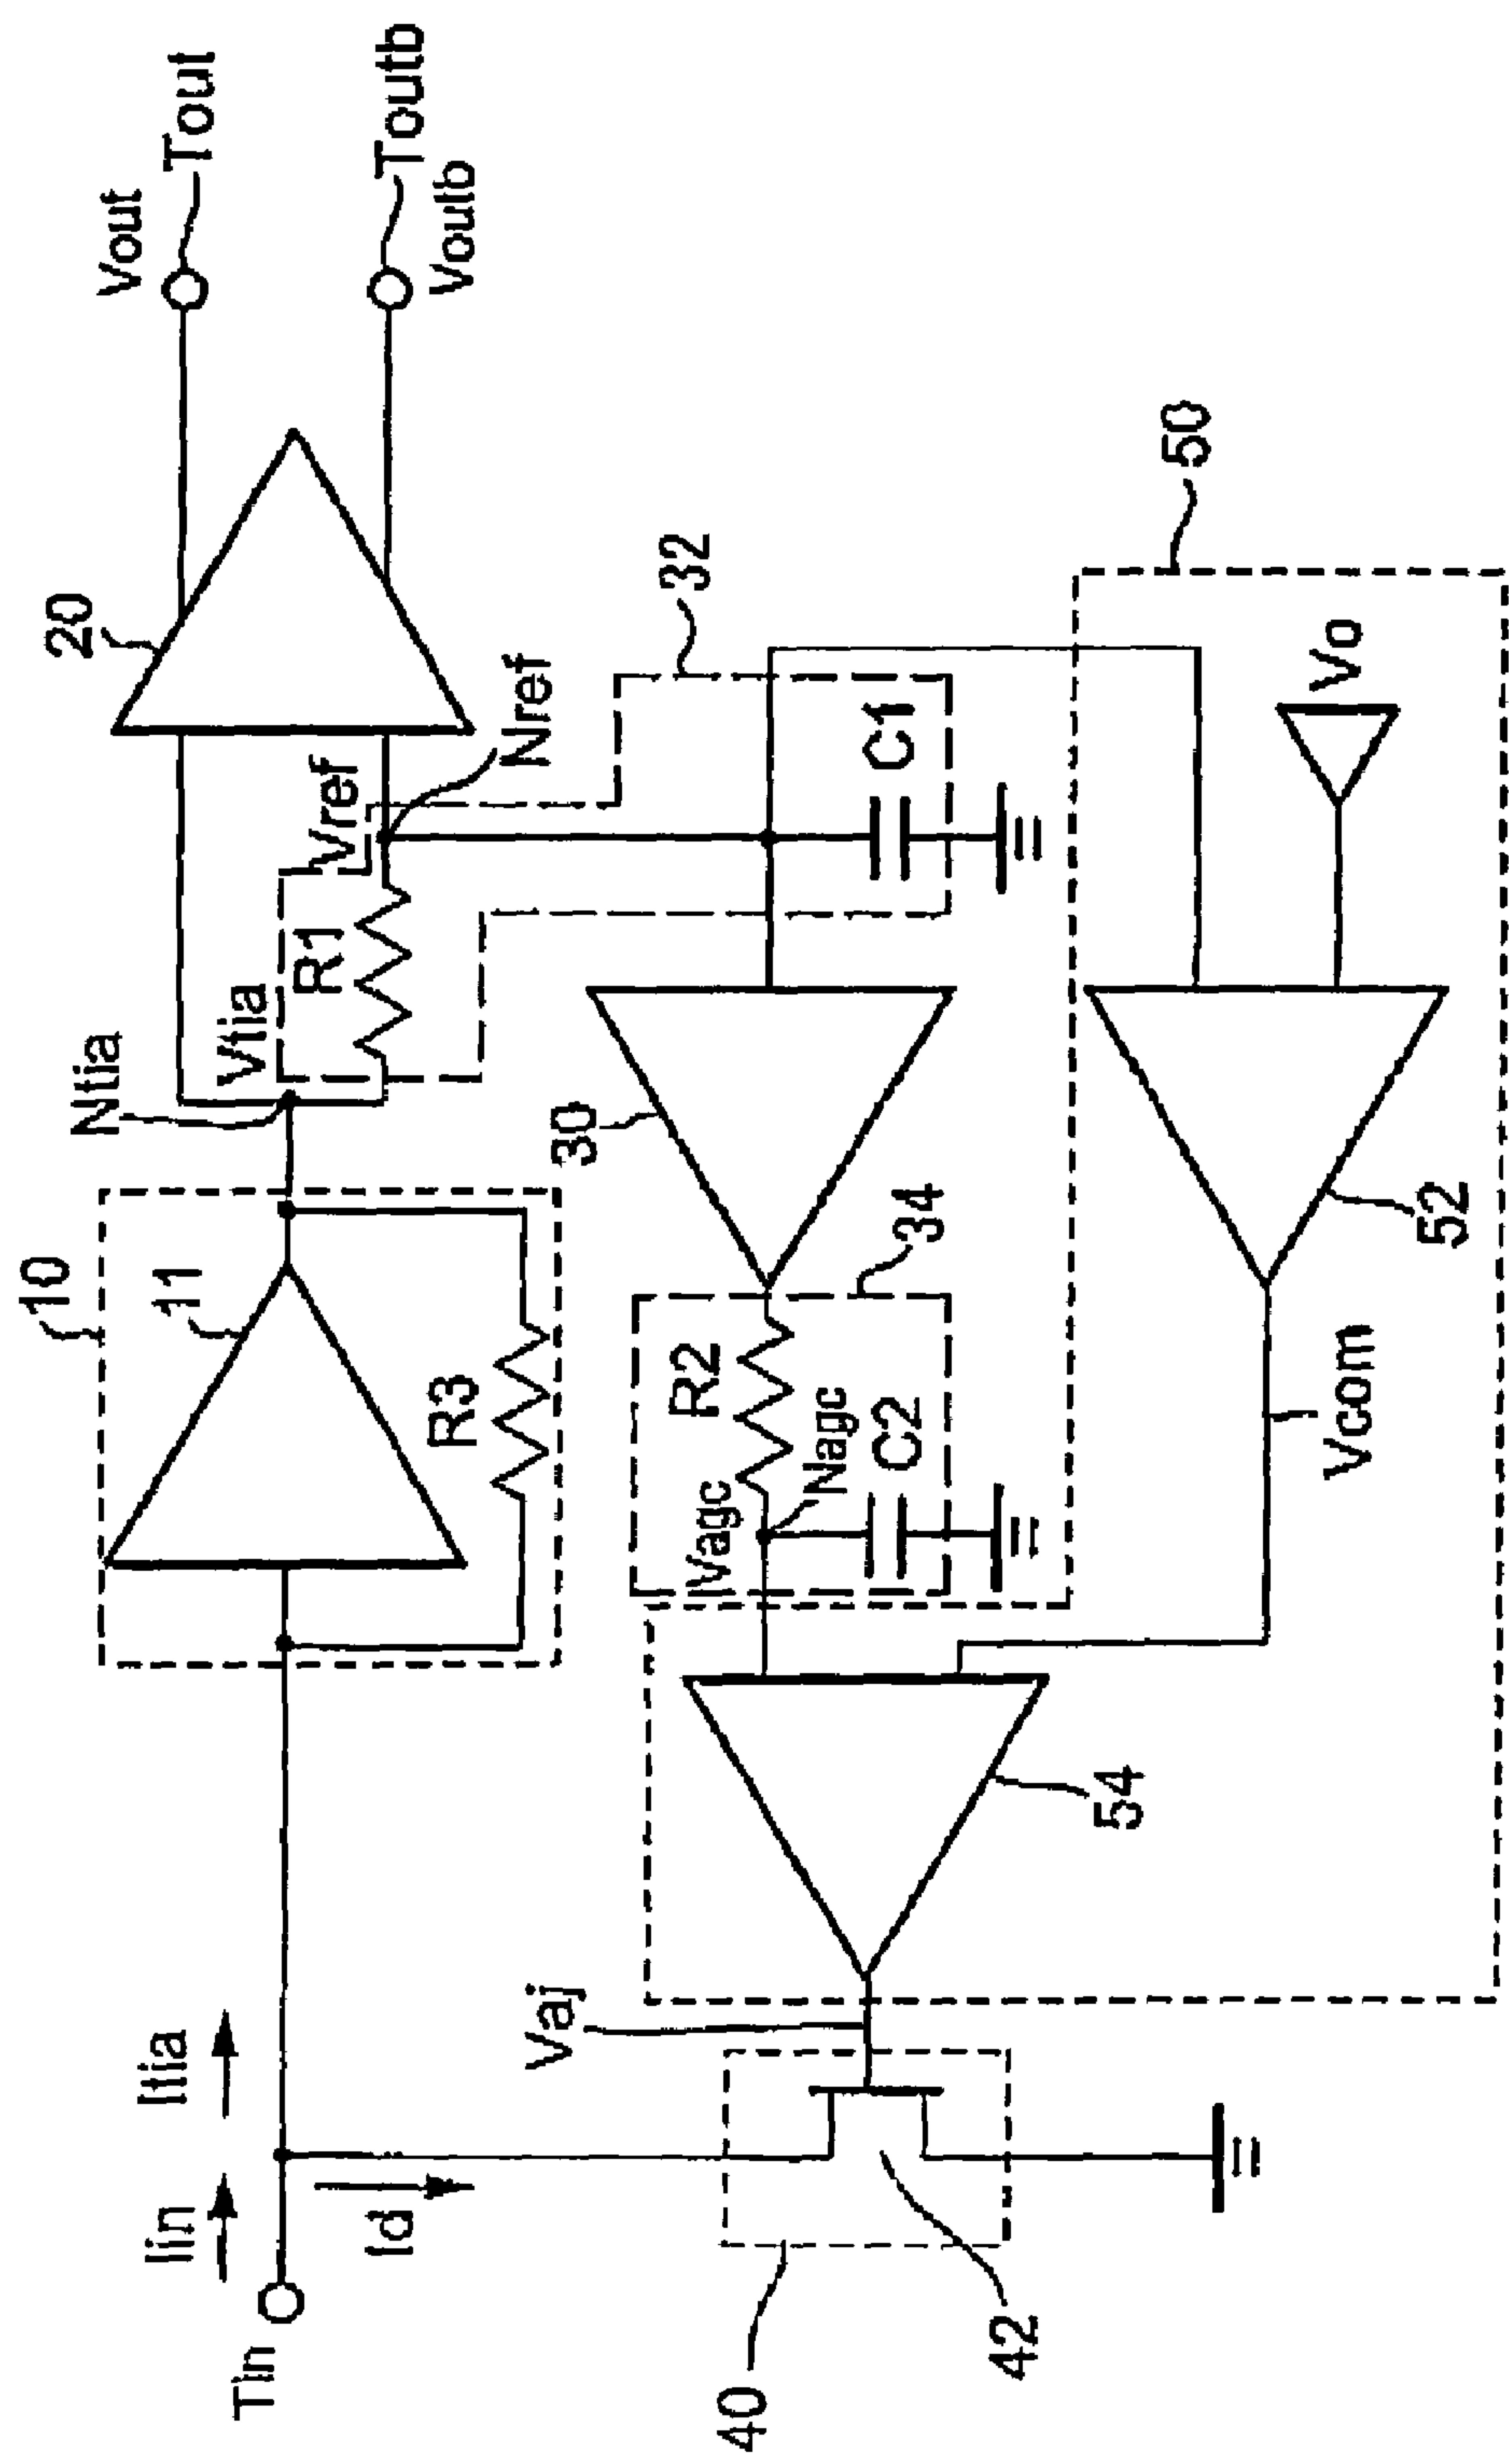 10
11
20
Vout
Tout
Toutb
Voutb
Ntia
Vtia
R1
Vref
Nref
32
R3
Iin
Itia
Tin
Id
30
C1
34
R2
Vagc
Nagc
C2
50
Vaj
54
Vcom
52
Vo
40
42